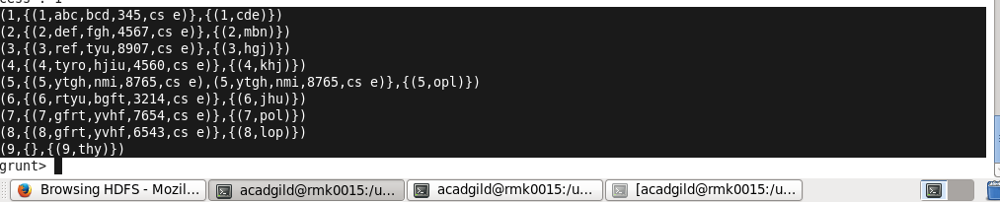 (1,{(1,abc,bcd,345,cs e)},{(1,cde)})
(2,{(2,def,fgh,4567,cs e)},{(2,mbn)})
(3,{(3,ref,tyu,8907,cs e)},{(3,hgj)})
(4,{(4,tyro,hjiu,4560,cs e)},{(4,khj)})
(5,{(5,ytgh,nmi,8765,cs e),(5,ytgh,nmi,8765,cs e)},{(5,opl)})
(6,{(6,rtyu,bgft,3214,cs e)},{(6,jhu)})
(7,{(7,gfrt,yvhf,7654,cs e)},{(7,pol)})
(8,{(8,gfrt,yvhf,6543,cs e)},{(8,lop)})
(9,{},{(9,thy)})
grunt>
Browsing HDFS - Mozil... acadgild@rmk0015:/u... acadgild@rmk0015:/u... [acadgild@rmk0015:/u...